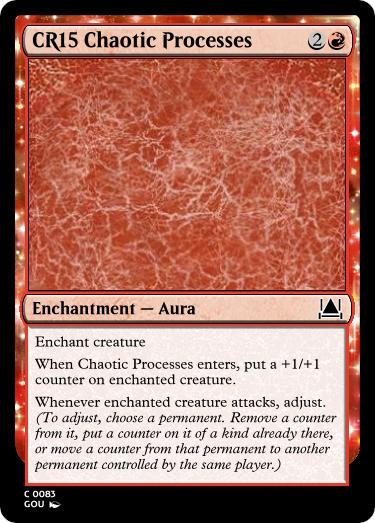 CR15 Chaotic Processes 2
Enchantment — Aura
Enchant creature
When Chaotic Processes enters, put a +1/+1
counter on enchanted creature.
Whenever enchanted creature attacks, adjust.
(To adjust, choose a permanent. Remove a counter
from it, put a counter on it of a kind already there,
or move a counter from that permanent to another
permanent controlled by the same player.)
C 0083
GOU